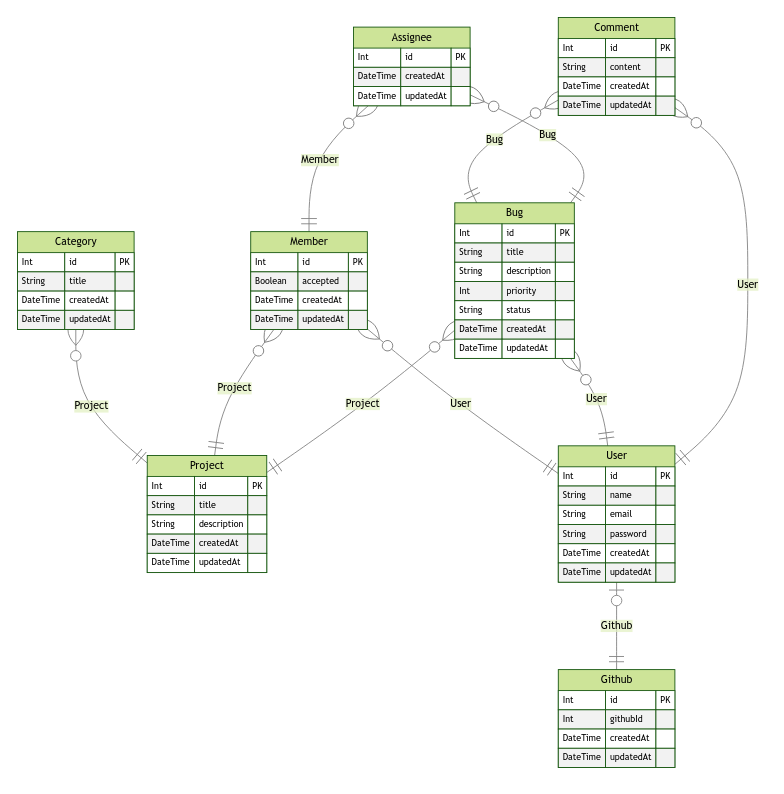 Assignee
Int id PK
DateTime createdAt
DateTime updatedAt
Comment
Int id PK
String content
DateTime createdAt
DateTime updatedAt
Bug
Bug
Member
Category
Int id PK
String title
DateTime createdAt
DateTime updatedAt
Member
Int id PK
Boolean accepted
DateTime createdAt
DateTime updatedAt
Bug
Int id PK
String title
String description
Int priority
String status
DateTime createdAt
DateTime updatedAt
User
Project
Project
Project
User
User
Project
Int id PK
String title
String description
DateTime createdAt
DateTime updatedAt
User
Int id PK
String name
String email
String password
DateTime createdAt
DateTime updatedAt
Github
Github
Int id PK
Int githubId
DateTime createdAt
DateTime updatedAt